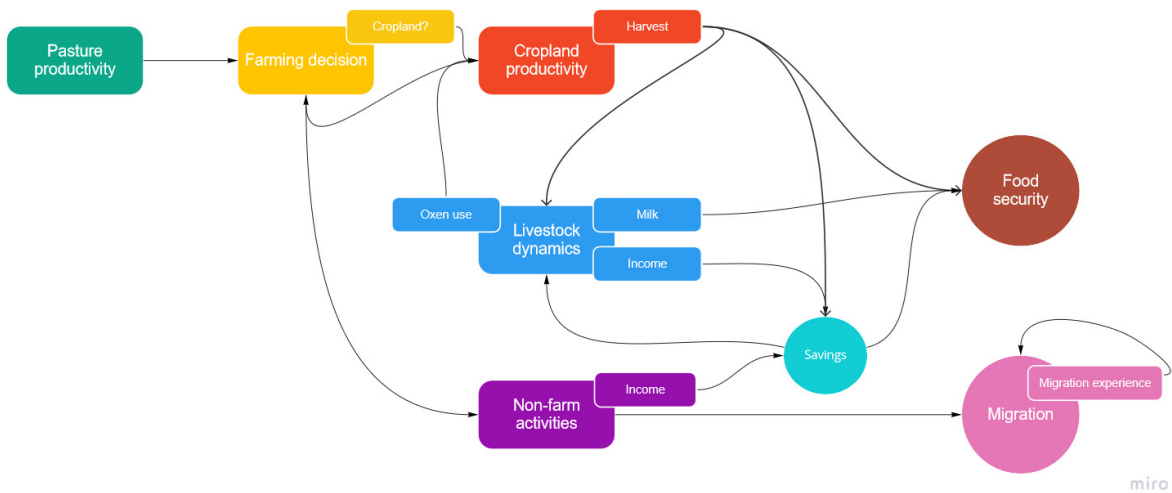 Cropland?
Harvest
Pasture
productivity
Farming decision
Cropland
productivity
Food
security
Oxen use
Milk
Livestock
dynamics
Income
Savings
Income
Migration experience
Non-farm
activities
Migration
miro